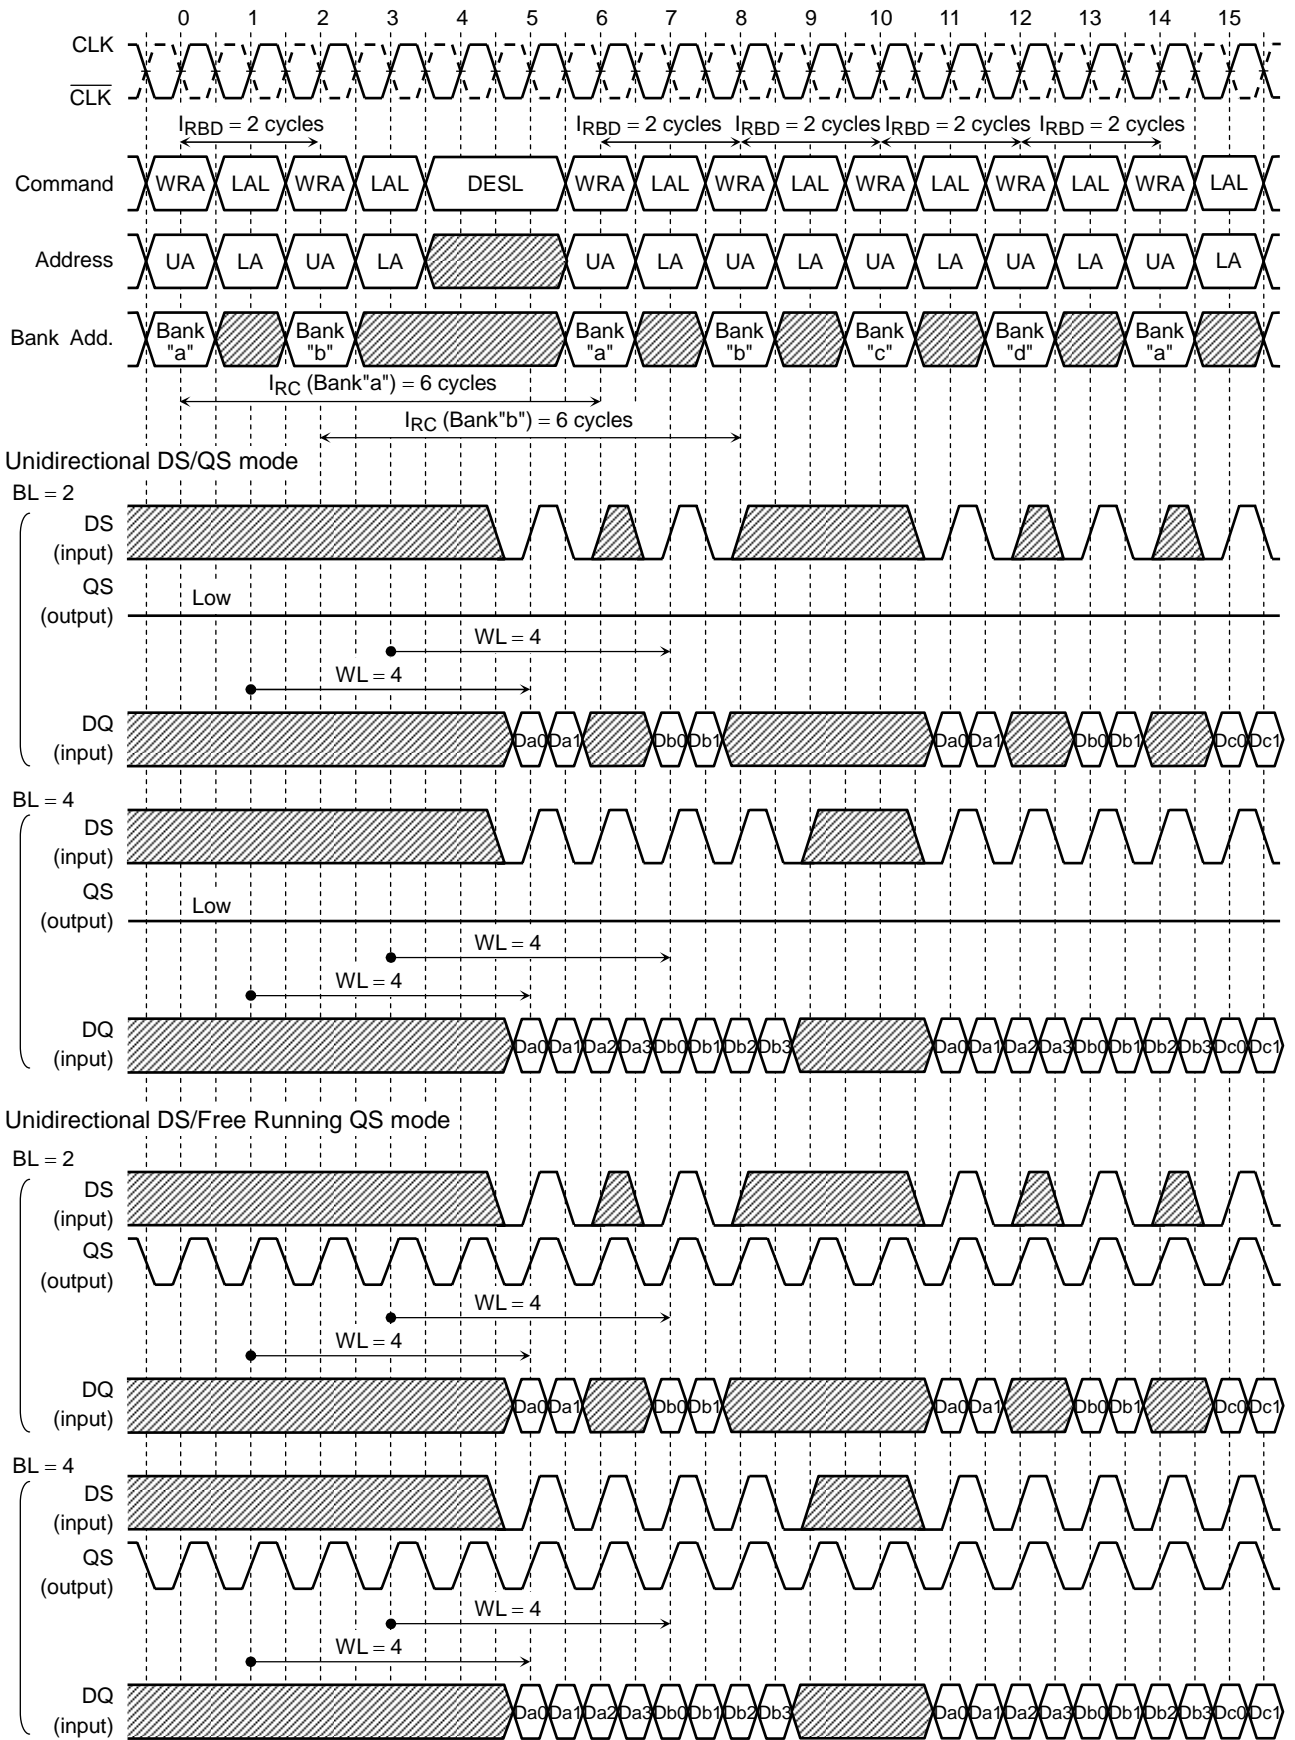 0 1 2 3 4 5 6 7 8 9 10 11 12 13 14 15
CLK
CLK
IRBD = 2 cycles IRBD = 2 cycles IRBD = 2 cycles IRBD = 2 cycles IRBD = 2 cycles
Command WRA LAL WRA LAL DESL WRA LAL WRA LAL WRA LAL WRA LAL WRA LAL
Address UA LA UA LA UA LA UA LA UA LA UA LA UA LA
Bank Add. Bank "a" Bank "b" Bank "a" Bank "b" Bank "c" Bank "d" Bank "a"
IRC (Bank"a") = 6 cycles
IRC (Bank"b") = 6 cycles
Unidirectional DS/QS mode
BL = 2
DS
(input)
QS
(output) Low
WL = 4
WL = 4
DQ
(input) Da0 Da1 Db0 Db1 Da0 Da1 Db0 Db1 Dc0 Dc1
BL = 4
DS
(input)
QS
(output) Low
WL = 4
WL = 4
DQ
(input) Da0 Da1 Da2 Da3 Db0 Db1 Db2 Db3 Da0 Da1 Da2 Da3 Db0 Db1 Db2 Db3 Dc0 Dc1
Unidirectional DS/Free Running QS mode
BL = 2
DS
(input)
QS
(output)
WL = 4
WL = 4
DQ
(input) Da0 Da1 Db0 Db1 Da0 Da1 Db0 Db1 Dc0 Dc1
BL = 4
DS
(input)
QS
(output)
WL = 4
WL = 4
DQ
(input) Da0 Da1 Da2 Da3 Db0 Db1 Db2 Db3 Da0 Da1 Da2 Da3 Db0 Db1 Db2 Db3 Dc0 Dc1